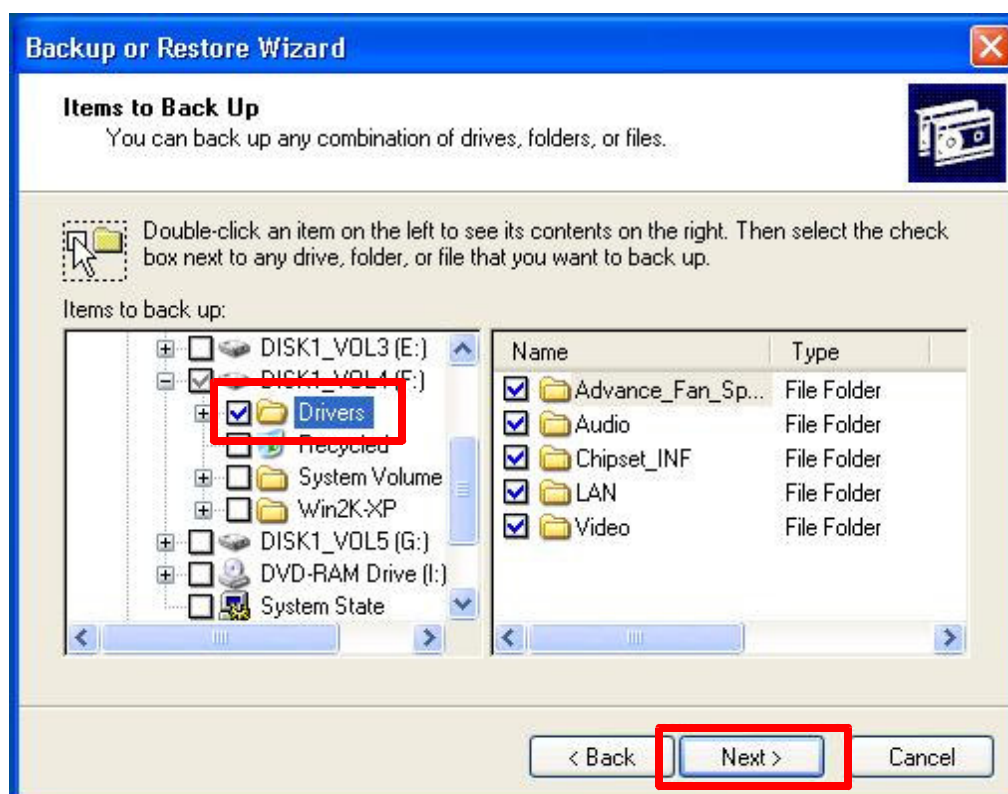 Backup or Restore Wizard
Items to Back Up
You can back up any combination of drives, folders, or files.
Double-click an item on the left to see its contents on the right. Then select the check
box next to any drive, folder, or file that you want to back up.
Items to back up:
DISK1_VOL3 (E:)
DISK1_VOL4 (F:)
Drivers
Recycled
System Volume
Win2K-XP
DISK1_VOL5 (G:)
DVD-RAM Drive (I:)
System State
Name Type
Advance_Fan_Sp... File Folder
Audio File Folder
Chipset_INF File Folder
LAN File Folder
Video File Folder
< Back Next > Cancel